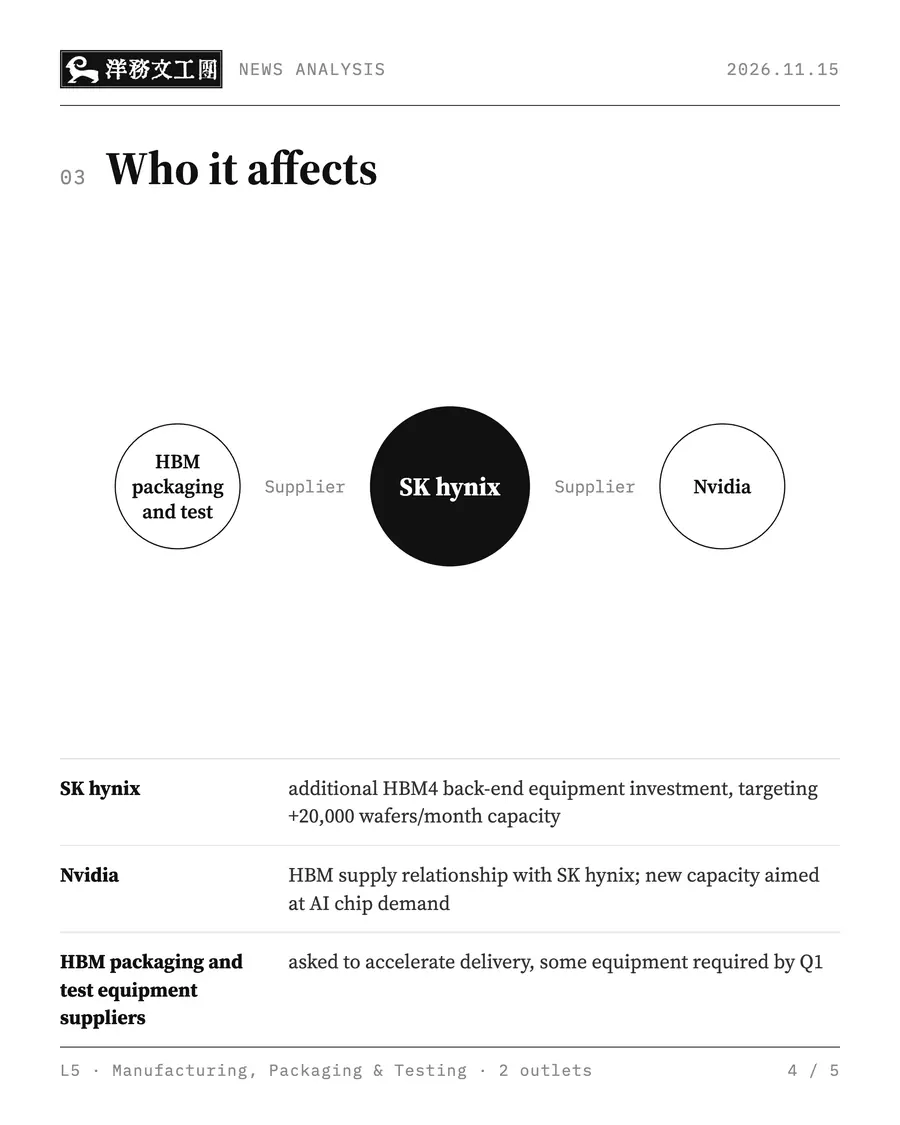 洋務文工團 NEWS ANALYSIS 2026.11.15
03 Who it affects
HBM
packaging
and test
Supplier
SK hynix
Supplier
Nvidia
SK hynix additional HBM4 back-end equipment investment, targeting
+20,000 wafers/month capacity
Nvidia HBM supply relationship with SK hynix; new capacity aimed
at AI chip demand
HBM packaging and asked to accelerate delivery, some equipment required by Q1
test equipment
suppliers
L5 · Manufacturing, Packaging & Testing · 2 outlets 4 / 5